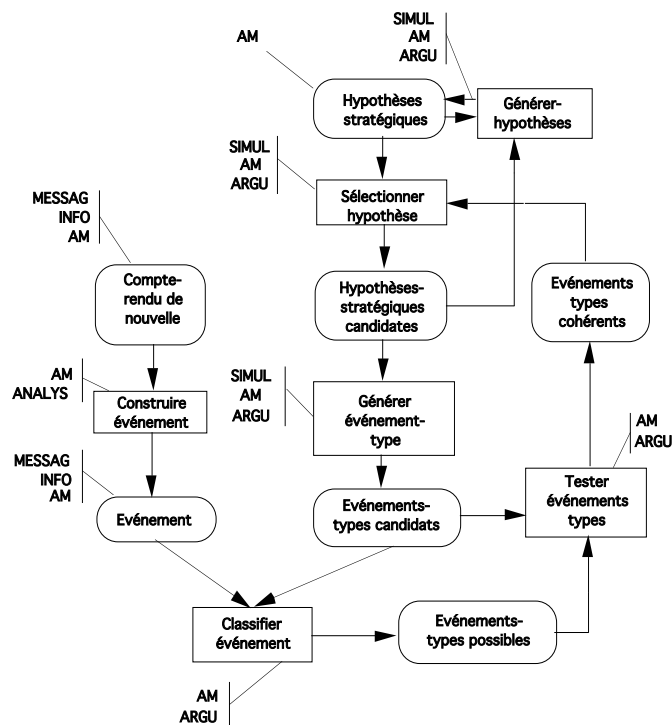 SIMUL
AM
ARGU
AM
Hypothèses
stratégiques
Générer-
hypothèses
SIMUL
AM
ARGU
Sélectionner
hypothèse
MESSAG
INFO
AM
Compte-
rendu de
nouvelle
Hypothèses-
stratégiques
candidates
Evénements
types
cohérents
AM
ANALYS
Construire
événement
SIMUL
AM
ARGU
Générer
événement-
type
AM
ARGU
MESSAG
INFO
AM
Evénement
Evénements-
types candidats
Tester
événements
types
Classifier
événement
Evénements-
types possibles
AM
ARGU